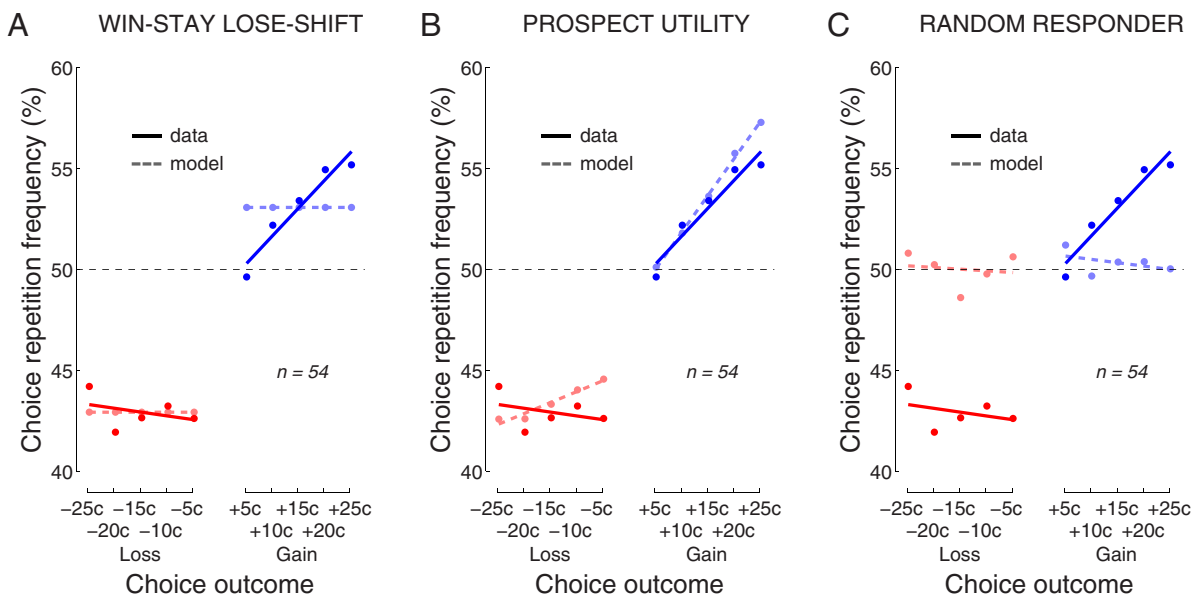 A WIN-STAY LOSE-SHIFT
Choice repetition frequency (%)
60
55
50
45
40
data
model
n = 54
−25c −15c −5c +5c +15c +25c
−20c −10c +10c +20c
Loss Gain
Choice outcome
B PROSPECT UTILITY
Choice repetition frequency (%)
60
55
50
45
40
data
model
n = 54
−25c −15c −5c +5c +15c +25c
−20c −10c +10c +20c
Loss Gain
Choice outcome
C RANDOM RESPONDER
Choice repetition frequency (%)
60
55
50
45
40
data
model
n = 54
−25c −15c −5c +5c +15c +25c
−20c −10c +10c +20c
Loss Gain
Choice outcome